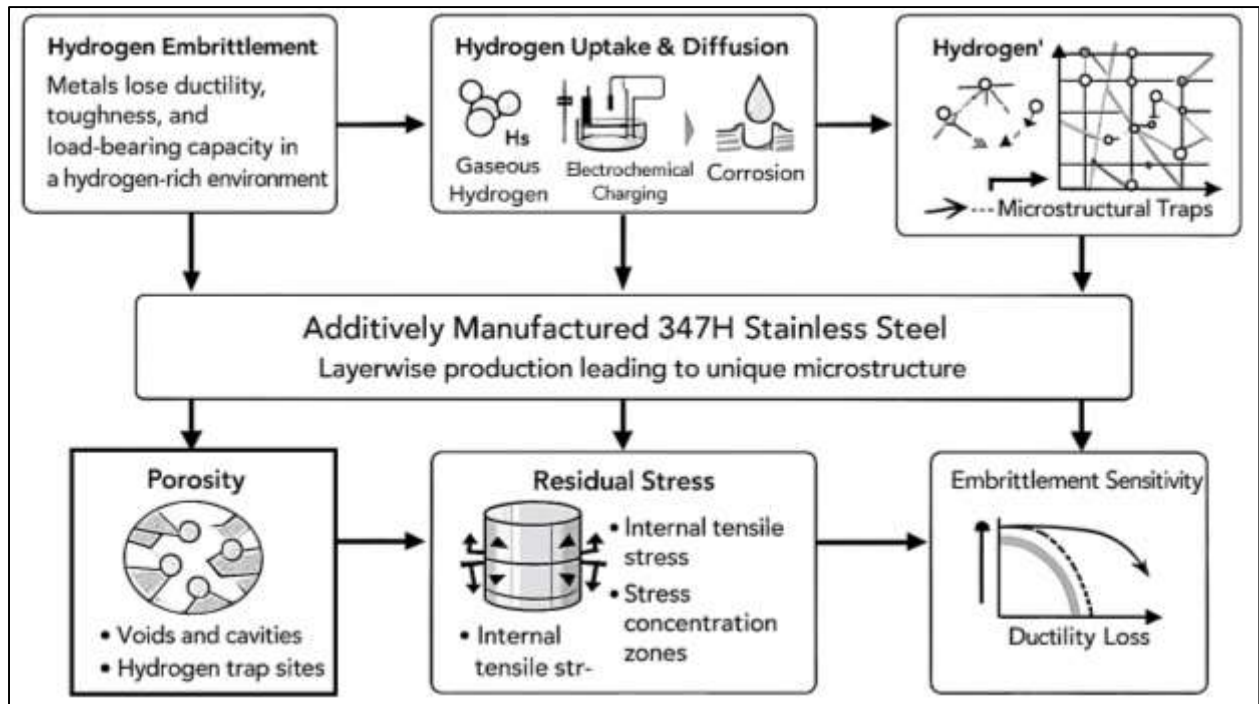 Hydrogen Embrittlement
Metals lose ductility,
toughness, and
load-bearing capacity in
a hydrogen-rich environment
Hydrogen Uptake & Diffusion
Hs
Gaseous
Hydrogen
Electrochemical
Charging
Corrosion
Hydrogen'
Microstructural Traps
Additively Manufactured 347H Stainless Steel
Layerwise production leading to unique microstructure
Porosity
• Voids and cavities
• Hydrogen trap sites
Residual Stress
• Internal tensile
stress
• Stress
concentration
zones
• Internal
tensile str-
Embrittlement Sensitivity
Ductility Loss